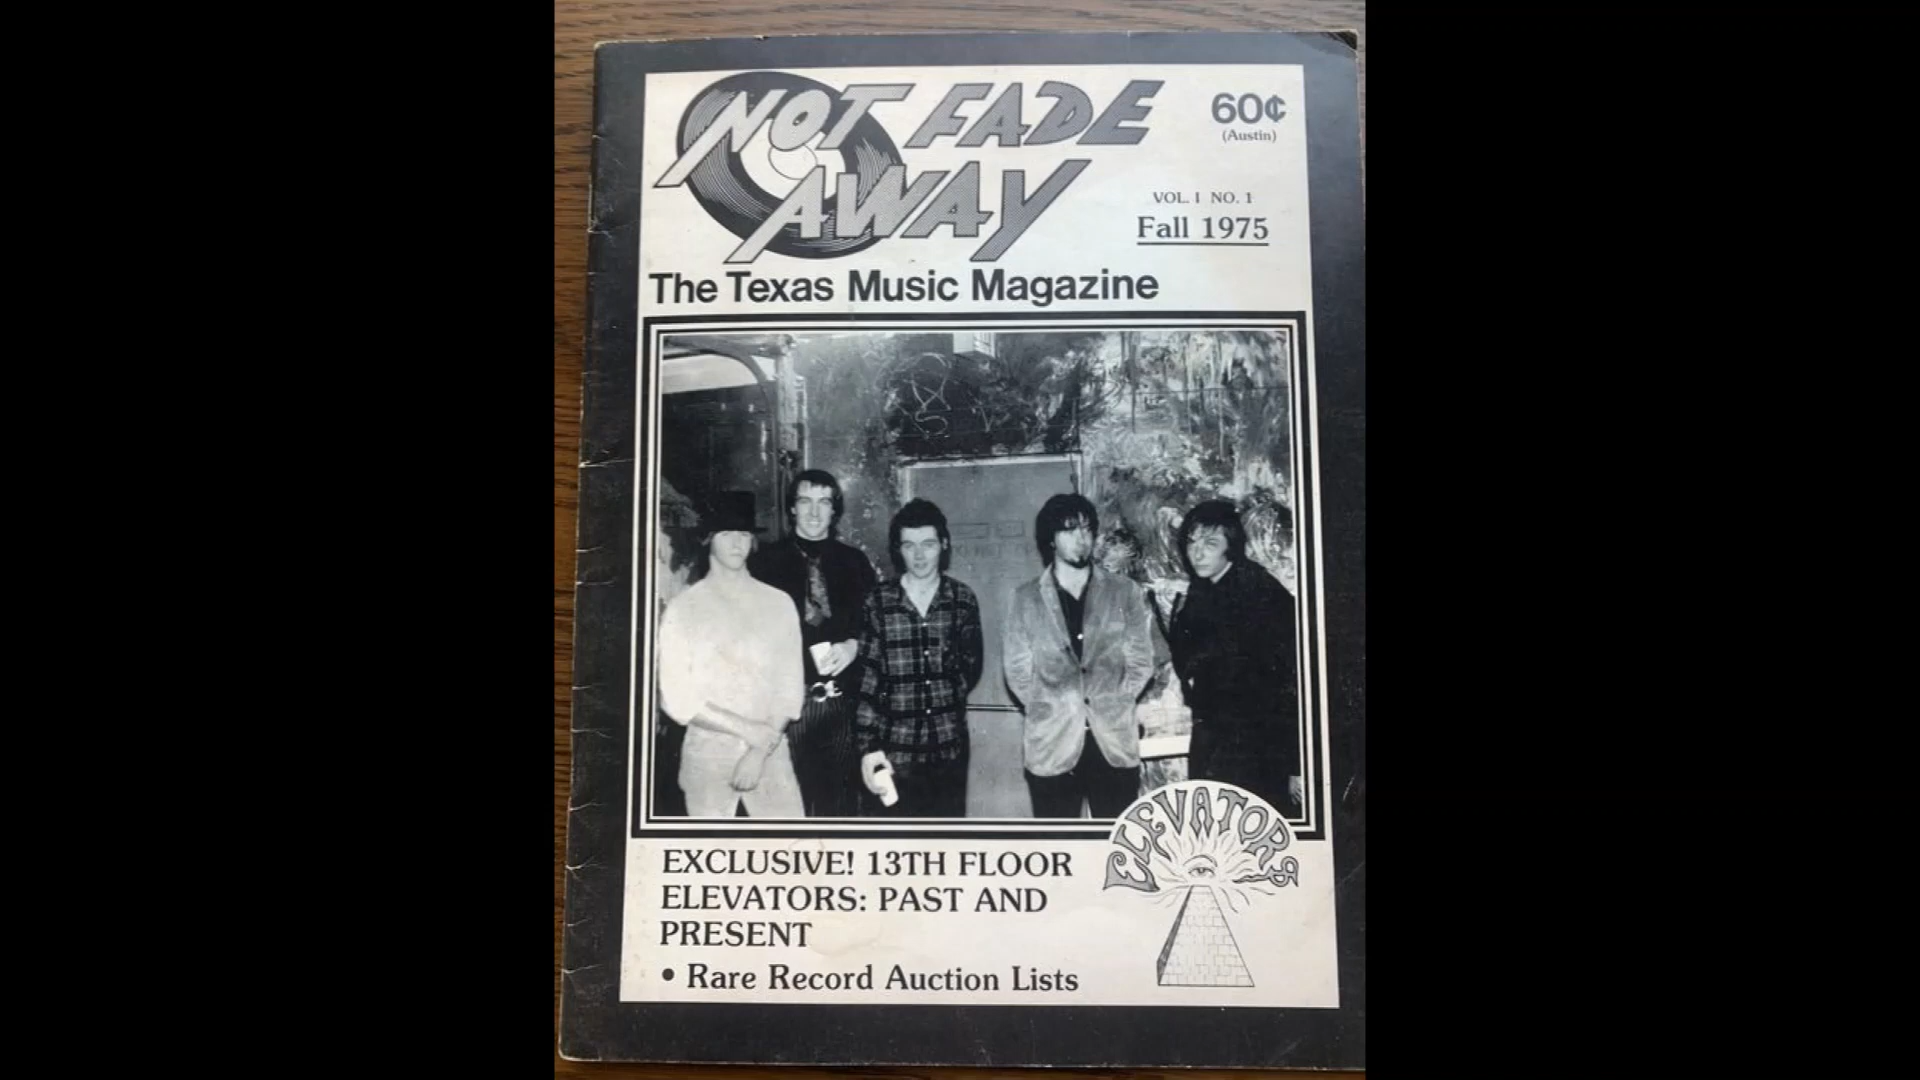 NOT FADE
AWAY
60¢
(Austin)
VOL. I NO. 1
Fall 1975
The Texas Music Magazine
ELEVATORS
EXCLUSIVE! 13TH FLOOR
ELEVATORS: PAST AND
PRESENT
• Rare Record Auction Lists